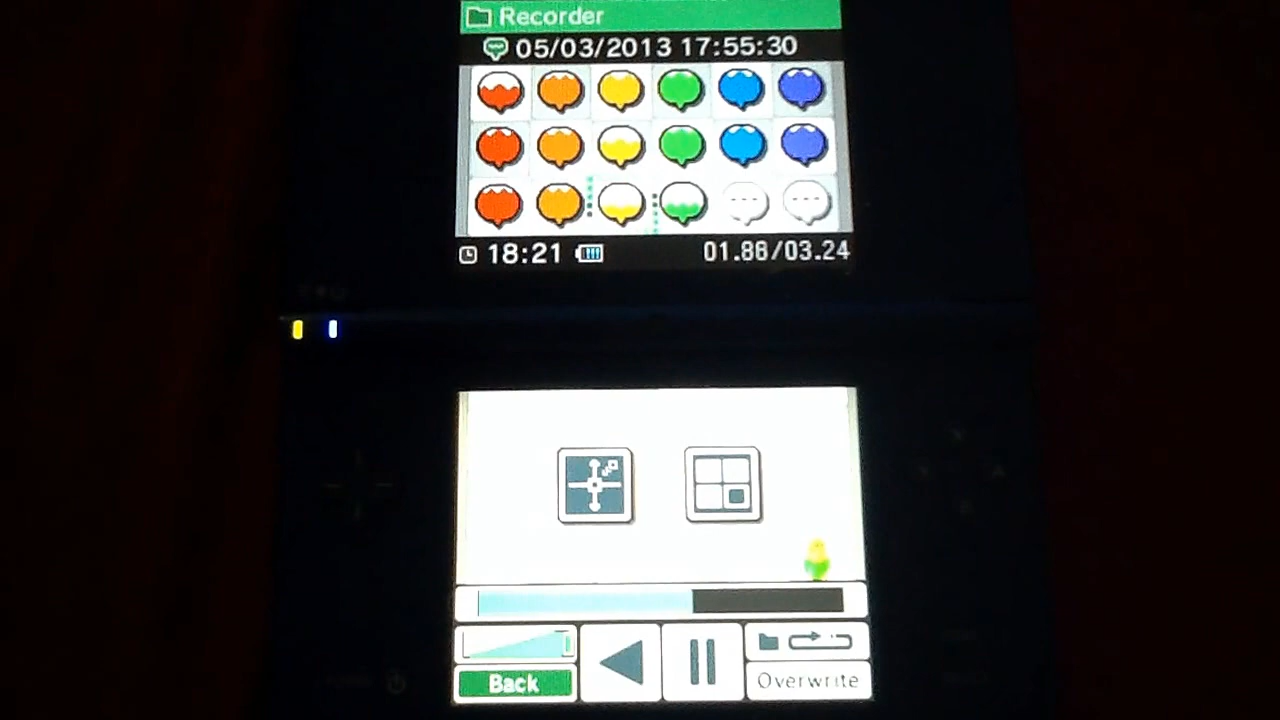 Recorder
05/03/2013 17:55:30
18:21
01.86/03.24
Back
Overwrite